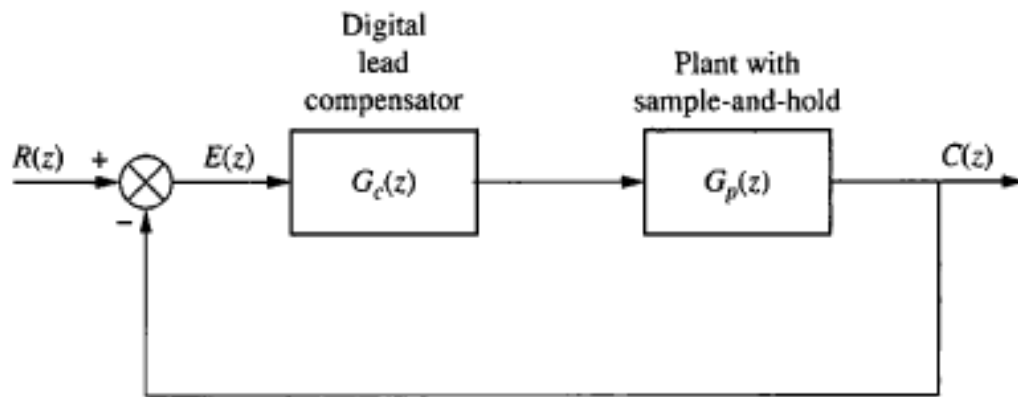 Digital
lead
compensator
Plant with
sample-and-hold
R(z)
+
E(z)
G_c(z)
G_p(z)
C(z)
−